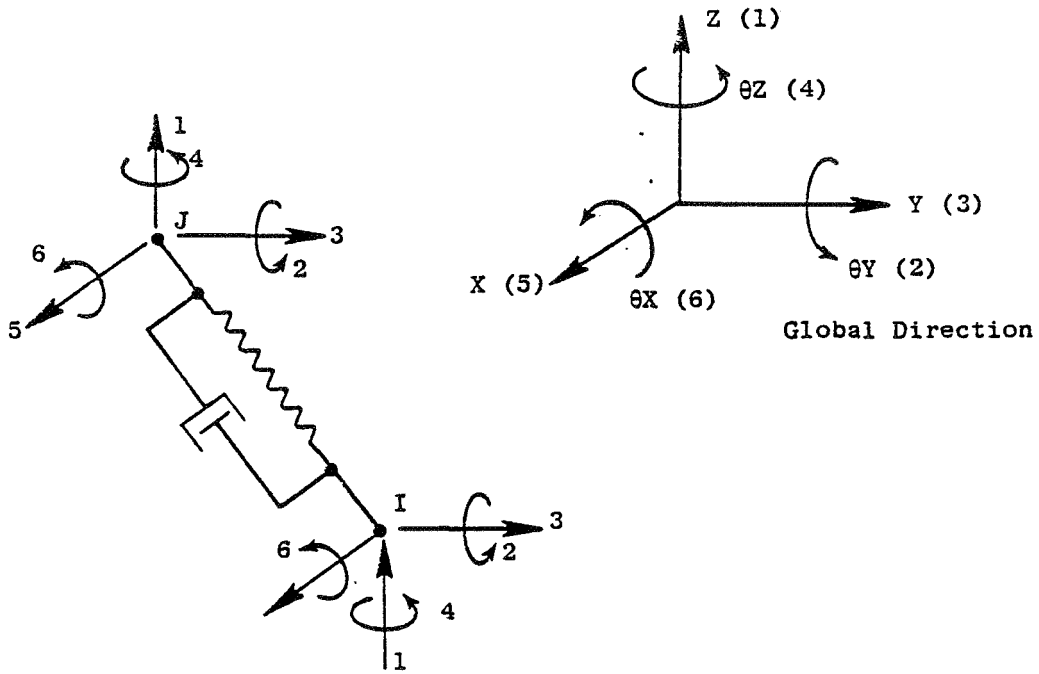 Z (1)
θZ (4)
Y (3)
θY (2)
X (5)
θX (6)
Global Direction
1
4
J
3
2
6
5
I
3
2
6
4
1